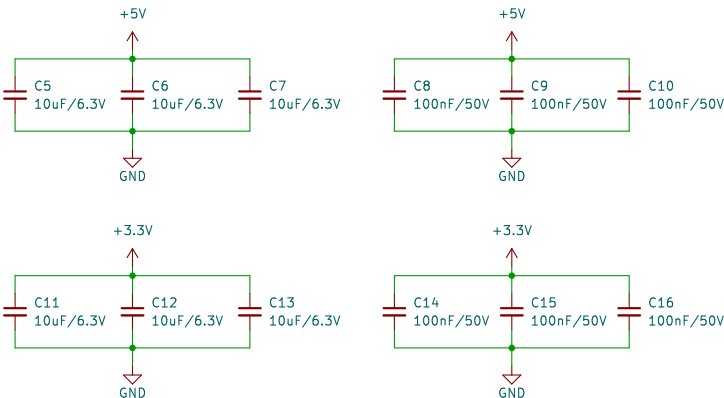 +5V
+5V
C5
10uF/6.3V
C6
10uF/6.3V
C7
10uF/6.3V
C8
100nF/50V
C9
100nF/50V
C10
100nF/50V
GND
GND
+3.3V
+3.3V
C11
10uF/6.3V
C12
10uF/6.3V
C13
10uF/6.3V
C14
100nF/50V
C15
100nF/50V
C16
100nF/50V
GND
GND